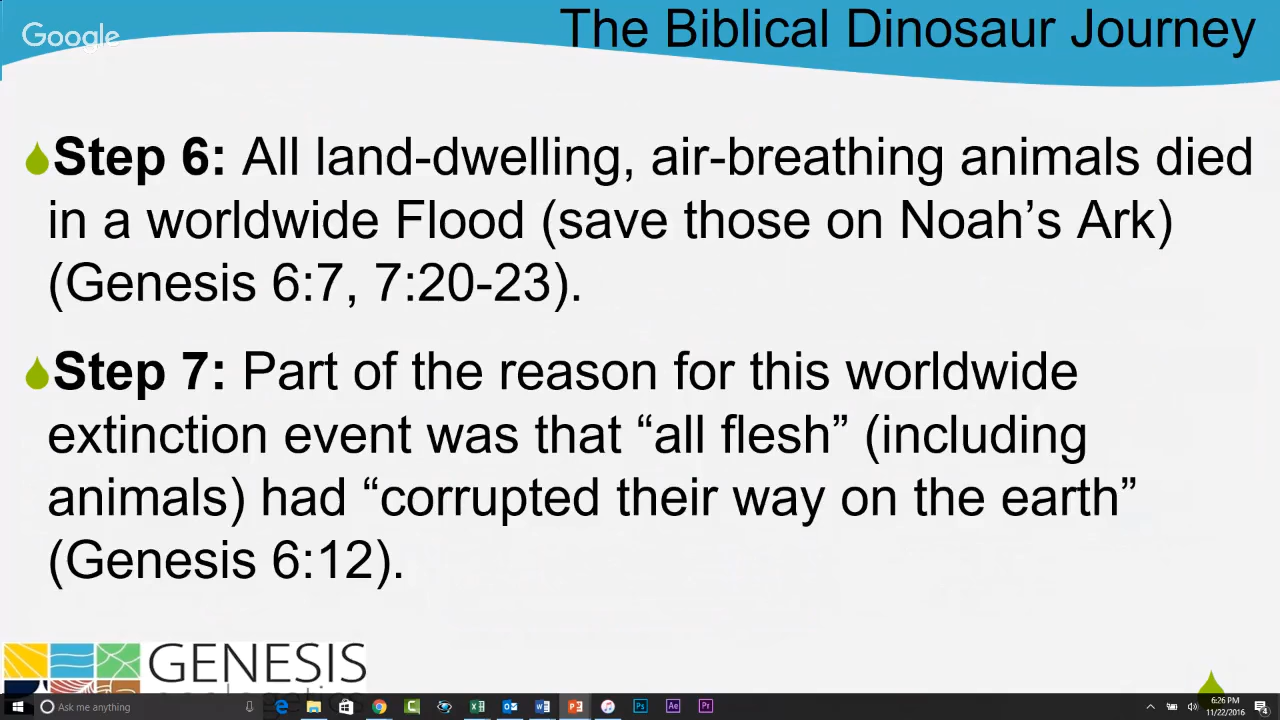 Google
The Biblical Dinosaur Journey
Step 6: All land-dwelling, air-breathing animals died
in a worldwide Flood (save those on Noah’s Ark)
(Genesis 6:7, 7:20-23).
Step 7: Part of the reason for this worldwide
extinction event was that “all flesh” (including
animals) had “corrupted their way on the earth”
(Genesis 6:12).
GENESIS
Ask me anything
Ps
Ae
Pr
6:26 PM
11/22/2016